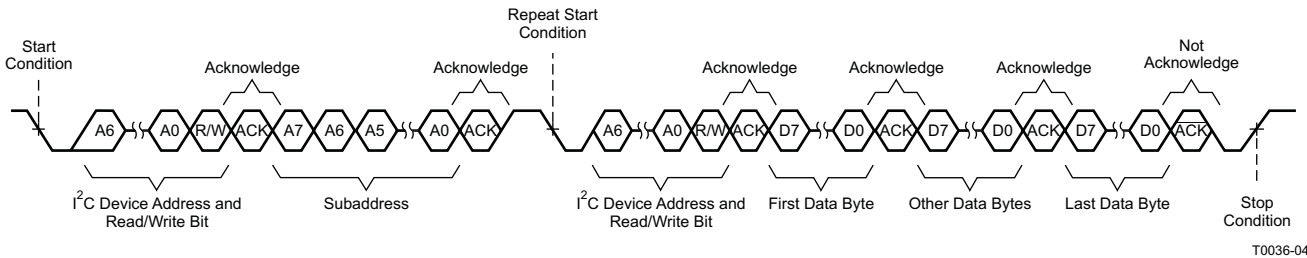 Repeat Start
Condition
Start
Condition
Not
Acknowledge
Acknowledge Acknowledge Acknowledge Acknowledge Acknowledge
A6 A0 R/W ACK A7 A6 A5 A0 ACK A6 A0 R/W ACK D7 D0 ACK D7 D0 ACK D7 D0 ACK
I²C Device Address and
Read/Write Bit
Subaddress
I²C Device Address and
Read/Write Bit
First Data Byte
Other Data Bytes
Last Data Byte
Stop
Condition
T0036-04